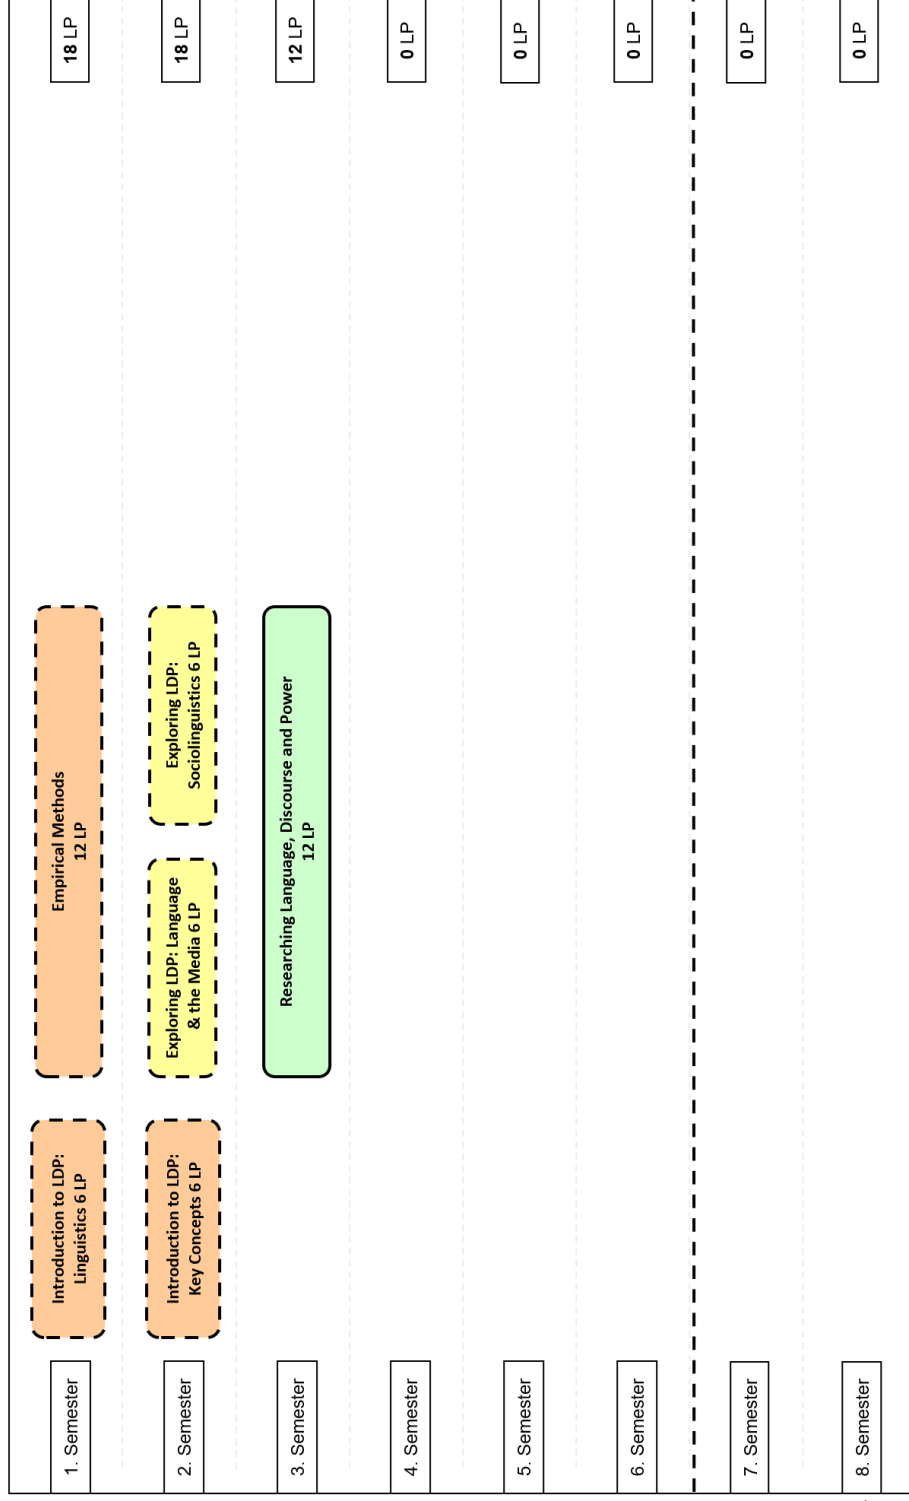 1. Semester
Introduction to LDP:
Linguistics 6 LP
Empirical Methods
12 LP
18 LP
2. Semester
Introduction to LDP:
Key Concepts 6 LP
Exploring LDP: Language
& the Media 6 LP
Exploring LDP:
Sociolinguistics 6 LP
18 LP
3. Semester
Researching Language, Discourse and Power
12 LP
12 LP
4. Semester
0 LP
5. Semester
0 LP
6. Semester
0 LP
7. Semester
0 LP
8. Semester
0 LP